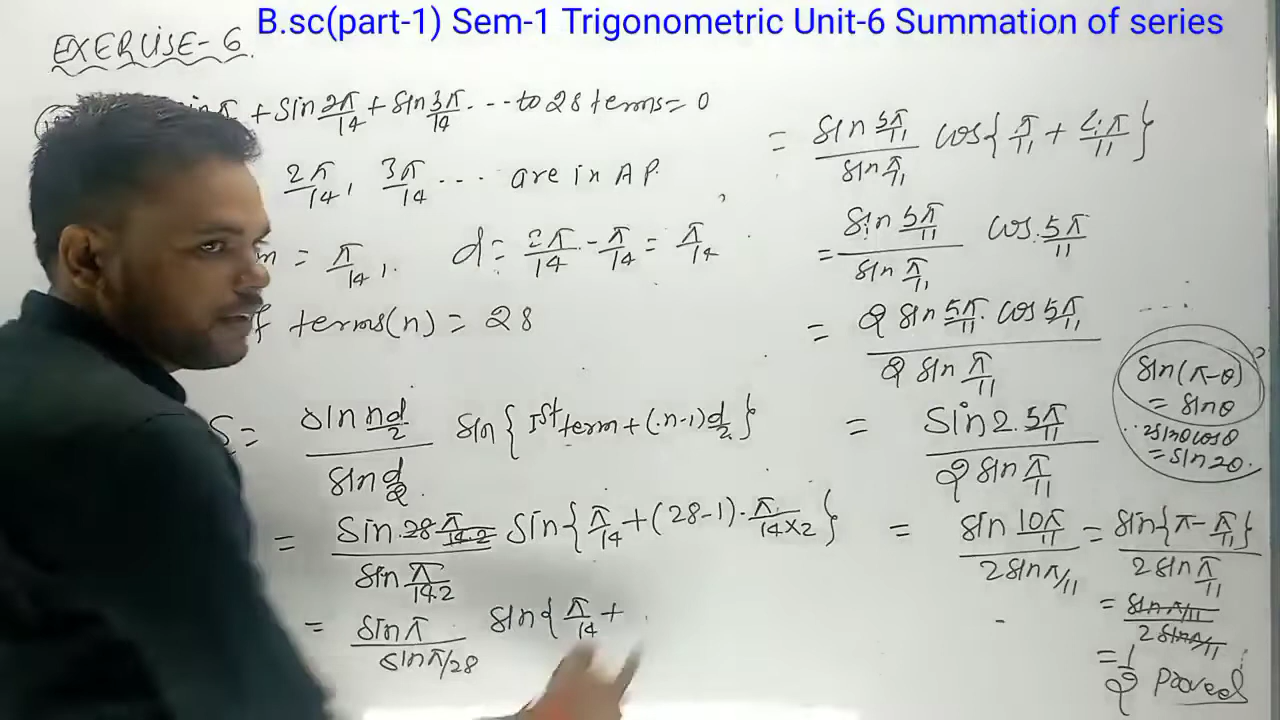 B.sc(part-1) Sem-1 Trigonometric Unit-6 Summation of series
EXERCISE-6
+ sin 2π/14 + sin 3π/14 ... to 28 terms = 0
2π/14, 3π/14 ... are in A P.
= π/14, d = 2π/14 - π/14 = π/14
terms(n) = 28
S = sin nd/2 / sin d/2 sin{Ist term + (n-1) d/2}
= sin 28 π/14.2 / sin π/14.2 sin{π/14 + (28-1) . π/14×2}
= sin π / sin π/28 sin{π/14 +
= sin 5π/11 / sin π/11 cos{π/11 + 4π/11}
= sin 5π/11 / sin π/11 cos. 5π/11
= 2 sin 5π/11 . cos 5π/11 / 2 sin π/11
= sin 2. 5π/11 / 2 sin π/11
= sin 10π/11 / 2 sin π/11 = sin{π - π/11} / 2 sin π/11
= sin π/11 / 2 sin π/11
= 1/2 Proved
sin(π-θ)
= sinθ
2sinθcosθ
= sin2θ.